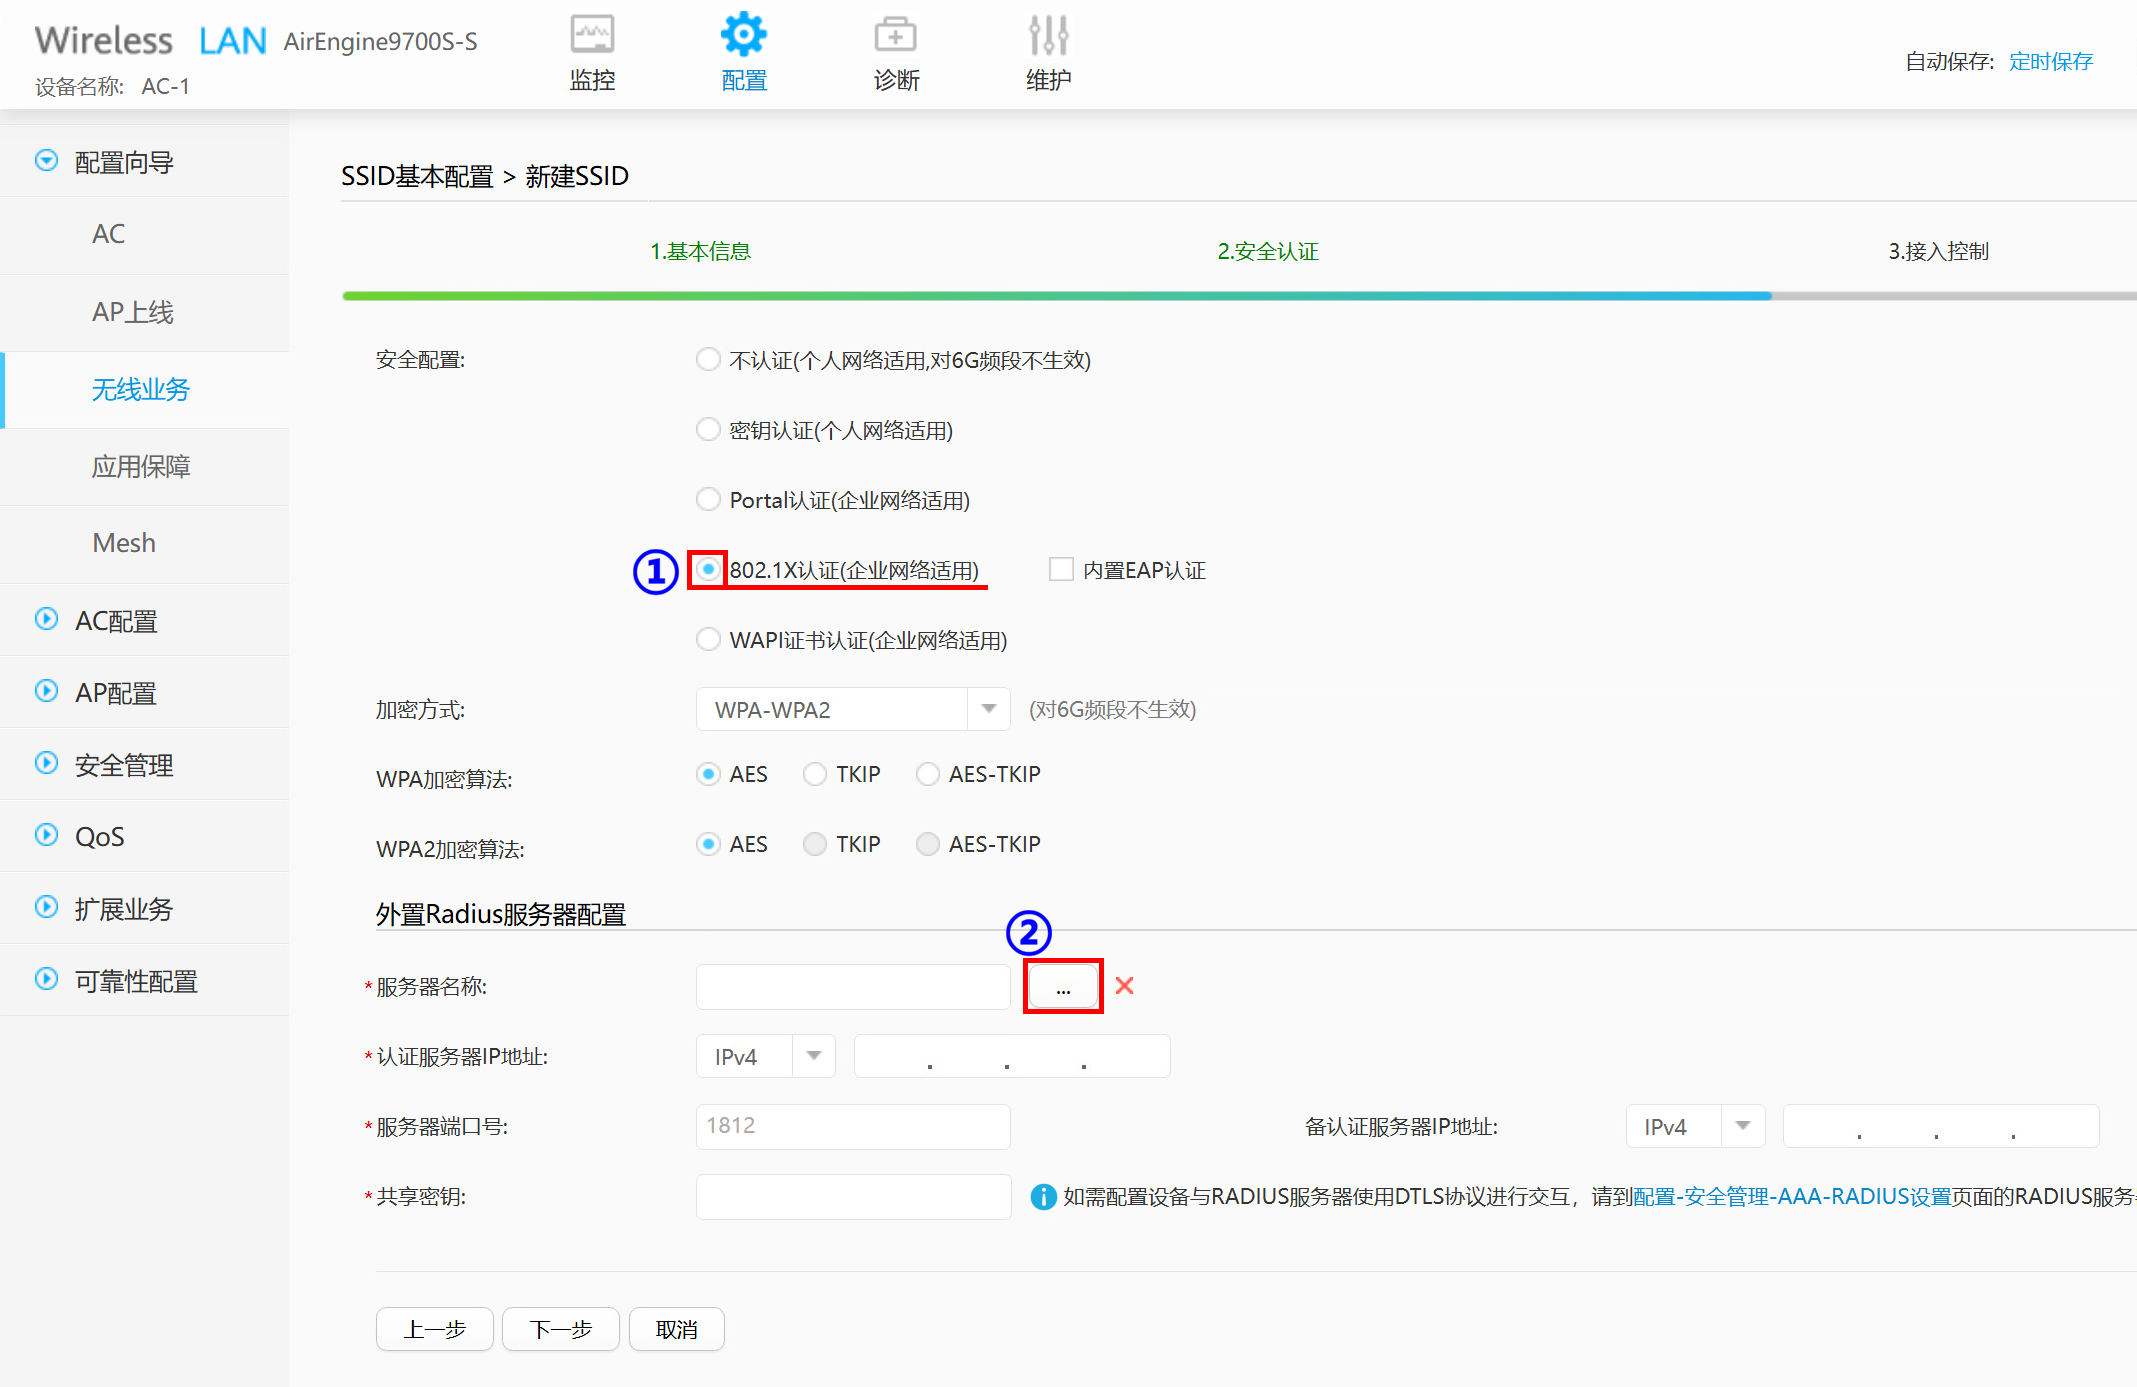 Wireless LAN AirEngine9700S-S
设备名称: AC-1
监控
配置
诊断
维护
自动保存: 定时保存
配置向导
AC
AP上线
无线业务
应用保障
Mesh
AC配置
AP配置
安全管理
QoS
扩展业务
可靠性配置
SSID基本配置 > 新建SSID
1.基本信息
2.安全认证
3.接入控制
安全配置:
不认证(个人网络适用,对6G频段不生效)
密钥认证(个人网络适用)
Portal认证(企业网络适用)
① 802.1X认证(企业网络适用) 内置EAP认证
WAPI证书认证(企业网络适用)
加密方式: WPA-WPA2 (对6G频段不生效)
WPA加密算法: AES TKIP AES-TKIP
WPA2加密算法: AES TKIP AES-TKIP
外置Radius服务器配置
②
*服务器名称: ...
*认证服务器IP地址: IPv4 . . .
*服务器端口号: 1812 备认证服务器IP地址: IPv4 . . .
*共享密钥: 如需配置设备与RADIUS服务器使用DTLS协议进行交互，请到配置-安全管理-AAA-RADIUS设置页面的RADIUS服务
上一步 下一步 取消